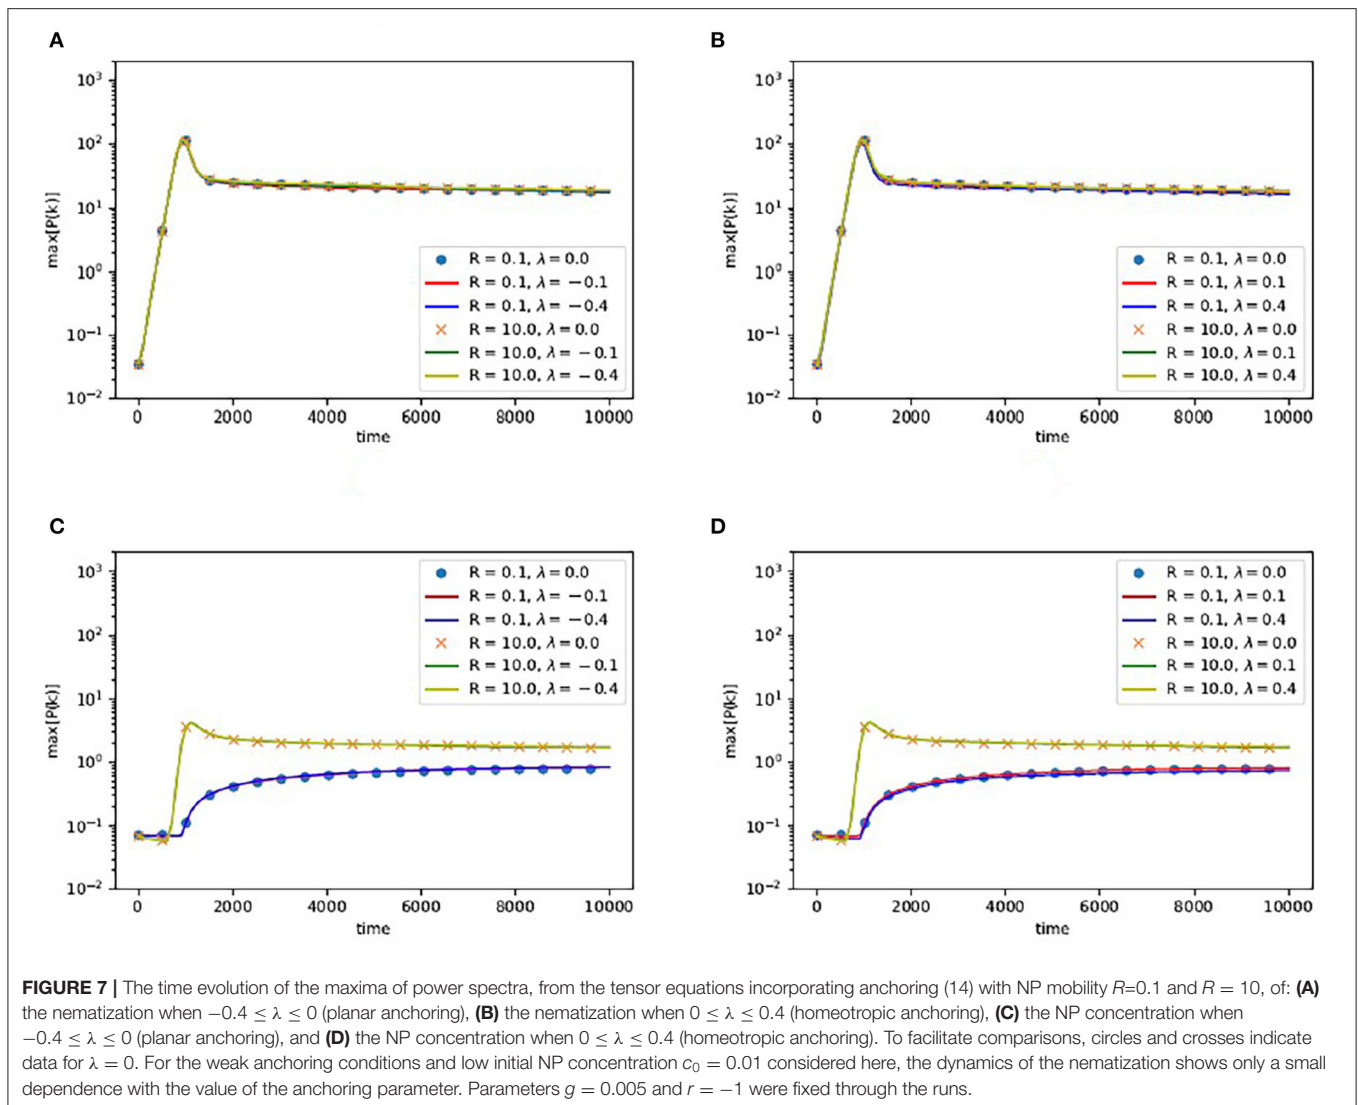 A
max[P(k)]
10³
10²
10¹
10⁰
10⁻¹
10⁻²
R = 0.1, λ = 0.0
R = 0.1, λ = −0.1
R = 0.1, λ = −0.4
R = 10.0, λ = 0.0
R = 10.0, λ = −0.1
R = 10.0, λ = −0.4
0 2000 4000 6000 8000 10000
time
B
max[P(k)]
10³
10²
10¹
10⁰
10⁻¹
10⁻²
R = 0.1, λ = 0.0
R = 0.1, λ = 0.1
R = 0.1, λ = 0.4
R = 10.0, λ = 0.0
R = 10.0, λ = 0.1
R = 10.0, λ = 0.4
0 2000 4000 6000 8000 10000
time
C
max[P(k)]
10³
10²
10¹
10⁰
10⁻¹
10⁻²
R = 0.1, λ = 0.0
R = 0.1, λ = −0.1
R = 0.1, λ = −0.4
R = 10.0, λ = 0.0
R = 10.0, λ = −0.1
R = 10.0, λ = −0.4
0 2000 4000 6000 8000 10000
time
D
max[P(k)]
10³
10²
10¹
10⁰
10⁻¹
10⁻²
R = 0.1, λ = 0.0
R = 0.1, λ = 0.1
R = 0.1, λ = 0.4
R = 10.0, λ = 0.0
R = 10.0, λ = 0.1
R = 10.0, λ = 0.4
0 2000 4000 6000 8000 10000
time
FIGURE 7 | The time evolution of the maxima of power spectra, from the tensor equations incorporating anchoring (14) with NP mobility R=0.1 and R = 10, of: (A)
the nematization when −0.4 ≤ λ ≤ 0 (planar anchoring), (B) the nematization when 0 ≤ λ ≤ 0.4 (homeotropic anchoring), (C) the NP concentration when
−0.4 ≤ λ ≤ 0 (planar anchoring), and (D) the NP concentration when 0 ≤ λ ≤ 0.4 (homeotropic anchoring). To facilitate comparisons, circles and crosses indicate
data for λ = 0. For the weak anchoring conditions and low initial NP concentration c₀ = 0.01 considered here, the dynamics of the nematization shows only a small
dependence with the value of the anchoring parameter. Parameters g = 0.005 and r = −1 were fixed through the runs.